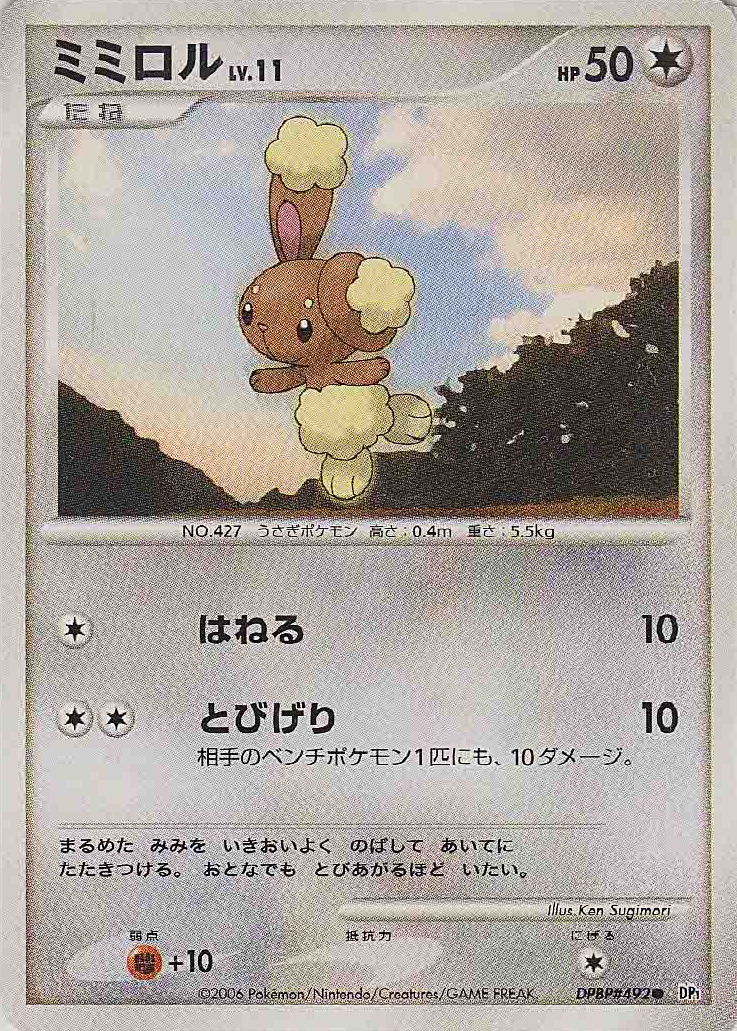 ミミロル LV.11 HP 50
たね
NO.427 うさぎポケモン 高さ：0.4m 重さ：5.5kg
はねる 10
とびげり 10
相手のベンチポケモン1匹にも、10ダメージ。
まるめた みみを いきおいよく のばして あいてに
たたきつける。 おとなでも とびあがるほど いたい。
Illus. Ken Sugimori
弱点 抵抗力 にげる
+10
©2006 Pokémon/Nintendo/Creatures/GAME FREAK. DPBP#492 DP1